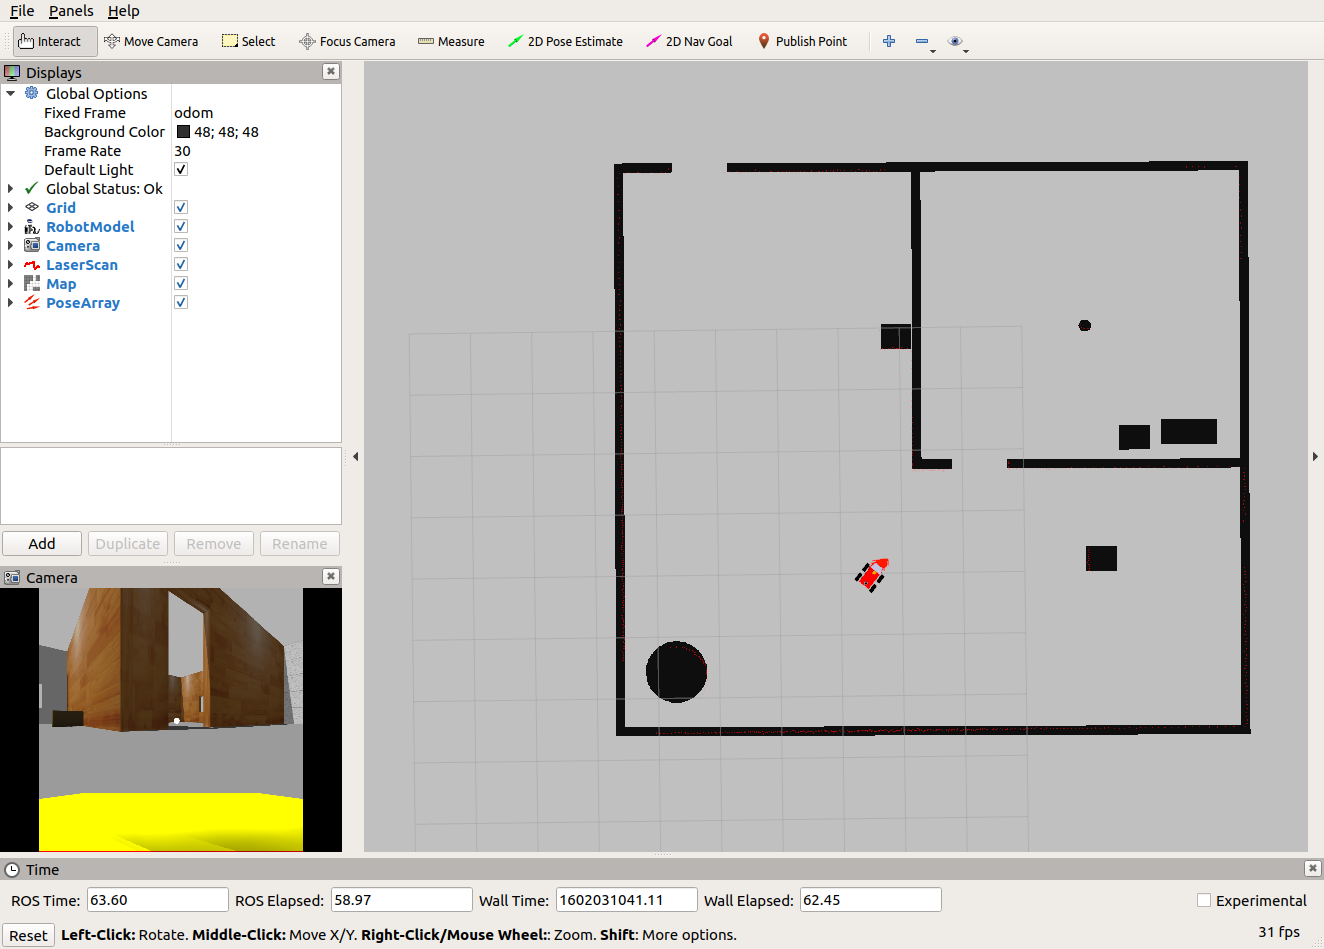 File Panels Help
Interact Move Camera Select Focus Camera Measure 2D Pose Estimate 2D Nav Goal Publish Point
Displays
Global Options
Fixed Frame odom
Background Color 48; 48; 48
Frame Rate 30
Default Light
Global Status: Ok
Grid
RobotModel
Camera
LaserScan
Map
PoseArray
Add Duplicate Remove Rename
Camera
Time
ROS Time: 63.60 ROS Elapsed: 58.97 Wall Time: 1602031041.11 Wall Elapsed: 62.45 Experimental
Reset Left-Click: Rotate. Middle-Click: Move X/Y. Right-Click/Mouse Wheel:: Zoom. Shift: More options. 31 fps